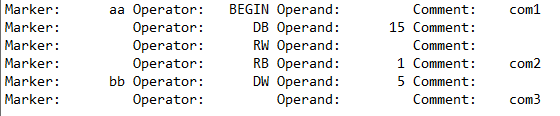 Marker: aa Operator: BEGIN Operand: Comment: com1
Marker: Operator: DB Operand: 15 Comment:
Marker: Operator: RW Operand: Comment:
Marker: Operator: RB Operand: 1 Comment: com2
Marker: bb Operator: DW Operand: 5 Comment:
Marker: Operator: Operand: Comment: com3